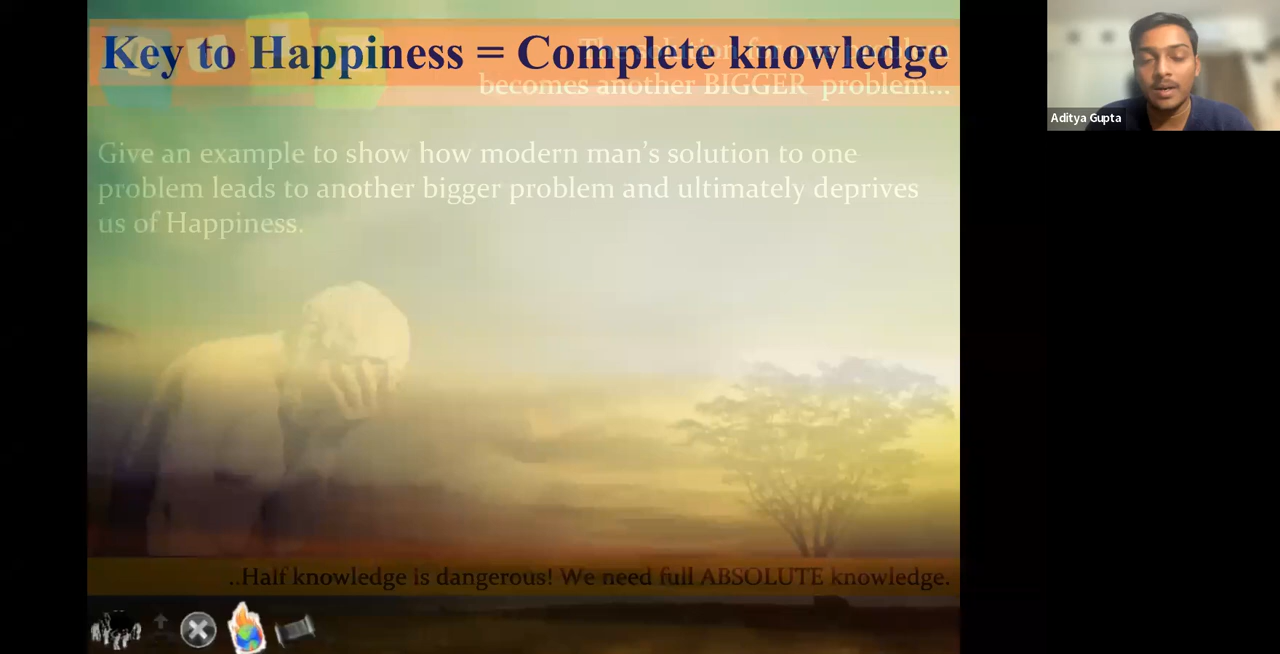 Key to Happiness = Complete knowledge
becomes another BIGGER problem...
Give an example to show how modern man’s solution to one
problem leads to another bigger problem and ultimately deprives
us of Happiness.
..Half knowledge is dangerous! We need full ABSOLUTE knowledge.
Aditya Gupta